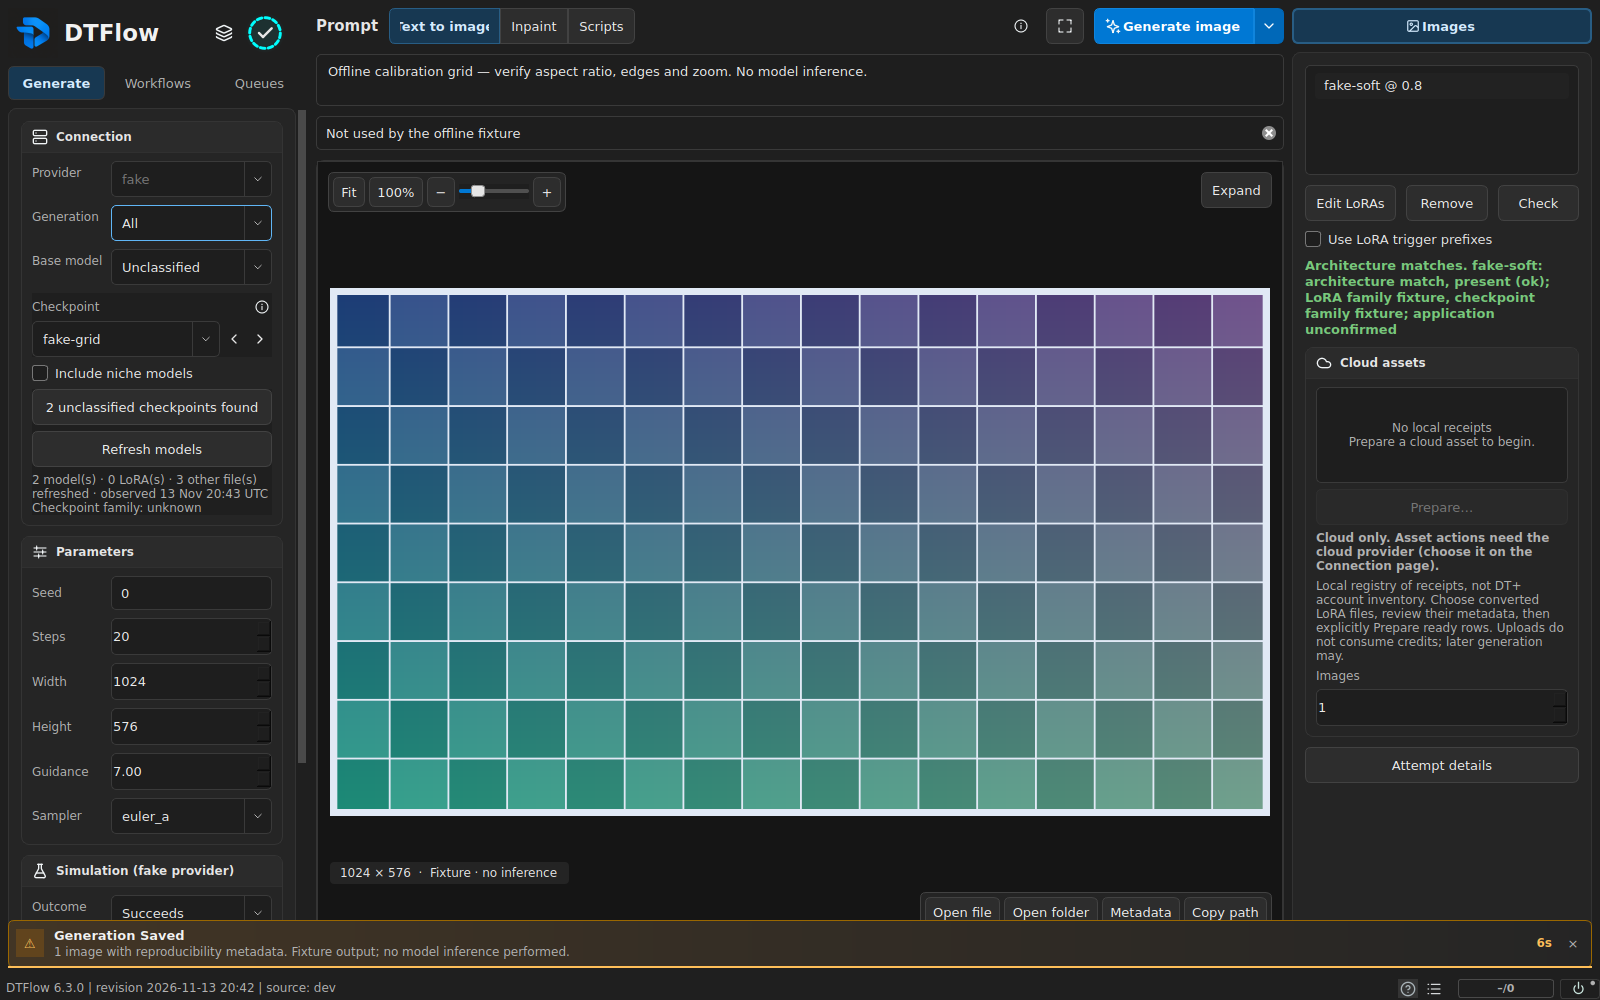 DTFlow
Generate
Workflows
Queues
Connection
Provider
fake
Generation
All
Base model
Unclassified
Checkpoint
fake-grid
Include niche models
2 unclassified checkpoints found
Refresh models
2 model(s) · 0 LoRA(s) · 3 other file(s)
refreshed · observed 13 Nov 20:43 UTC
Checkpoint family: unknown
Parameters
Seed
0
Steps
20
Width
1024
Height
576
Guidance
7.00
Sampler
euler_a
Simulation (fake provider)
Outcome
Succeeds
Prompt
Text to image
Inpaint
Scripts
Generate image
Offline calibration grid — verify aspect ratio, edges and zoom. No model inference.
Not used by the offline fixture
Fit
100%
−
+
Expand
1024 × 576 · Fixture · no inference
Open file
Open folder
Metadata
Copy path
Images
fake-soft @ 0.8
Edit LoRAs
Remove
Check
Use LoRA trigger prefixes
Architecture matches. fake-soft:
architecture match, present (ok);
LoRA family fixture, checkpoint
family fixture; application
unconfirmed
Cloud assets
No local receipts
Prepare a cloud asset to begin.
Prepare...
Cloud only. Asset actions need the
cloud provider (choose it on the
Connection page).
Local registry of receipts, not DT+
account inventory. Choose converted
LoRA files, review their metadata, then
explicitly Prepare ready rows. Uploads do
not consume credits; later generation
may.
Images
1
Attempt details
Generation Saved
1 image with reproducibility metadata. Fixture output; no model inference performed.
6s
DTFlow 6.3.0 | revision 2026-11-13 20:42 | source: dev
–/0